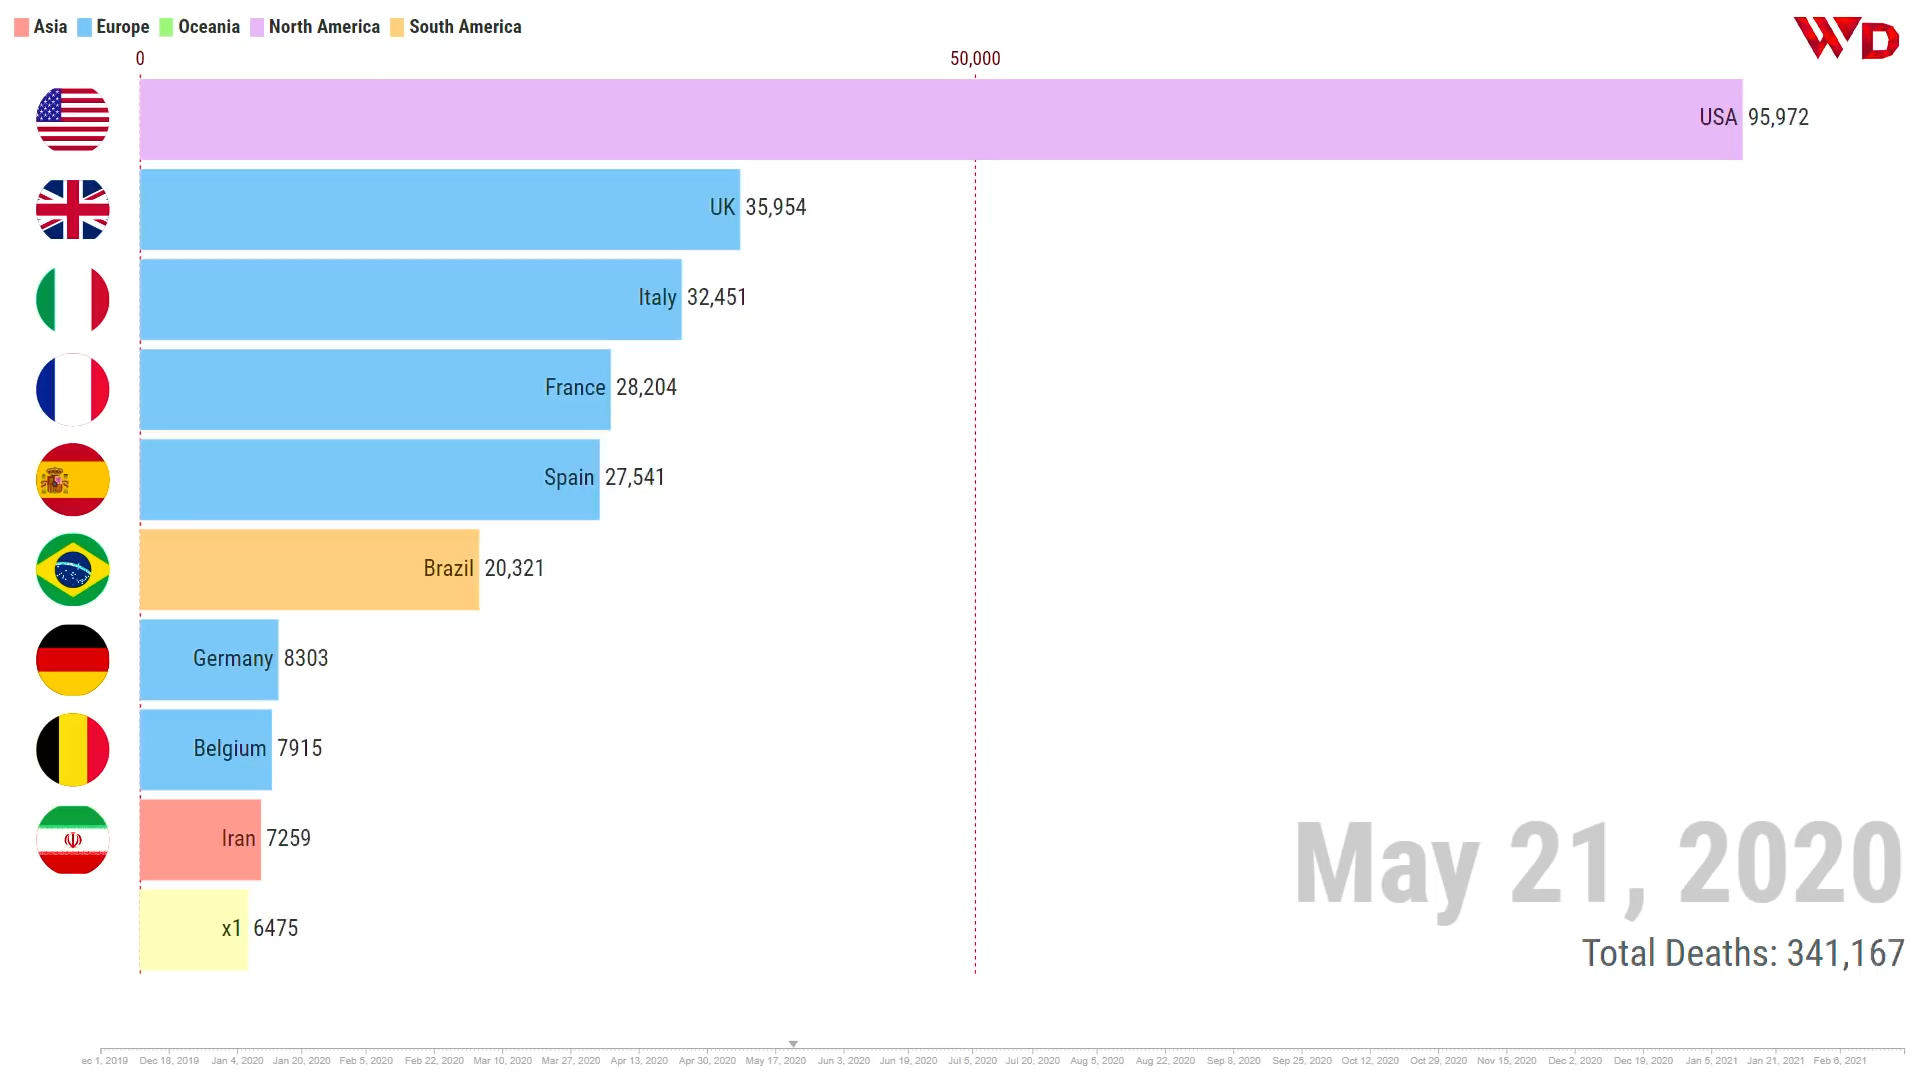 Asia Europe Oceania North America South America
WD
0 50,000
USA 95,972
UK 35,954
Italy 32,451
France 28,204
Spain 27,541
Brazil 20,321
Germany 8303
Belgium 7915
Iran 7259
x1 6475
May 21, 2020
Total Deaths: 341,167
ec 1, 2019 Dec 18, 2019 Jan 4, 2020 Jan 20, 2020 Feb 5, 2020 Feb 22, 2020 Mar 10, 2020 Mar 27, 2020 Apr 13, 2020 Apr 30, 2020 May 17, 2020 Jun 3, 2020 Jun 19, 2020 Jul 5, 2020 Jul 20, 2020 Aug 5, 2020 Aug 22, 2020 Sep 8, 2020 Sep 25, 2020 Oct 12, 2020 Oct 29, 2020 Nov 15, 2020 Dec 2, 2020 Dec 19, 2020 Jan 5, 2021 Jan 21, 2021 Feb 6, 2021